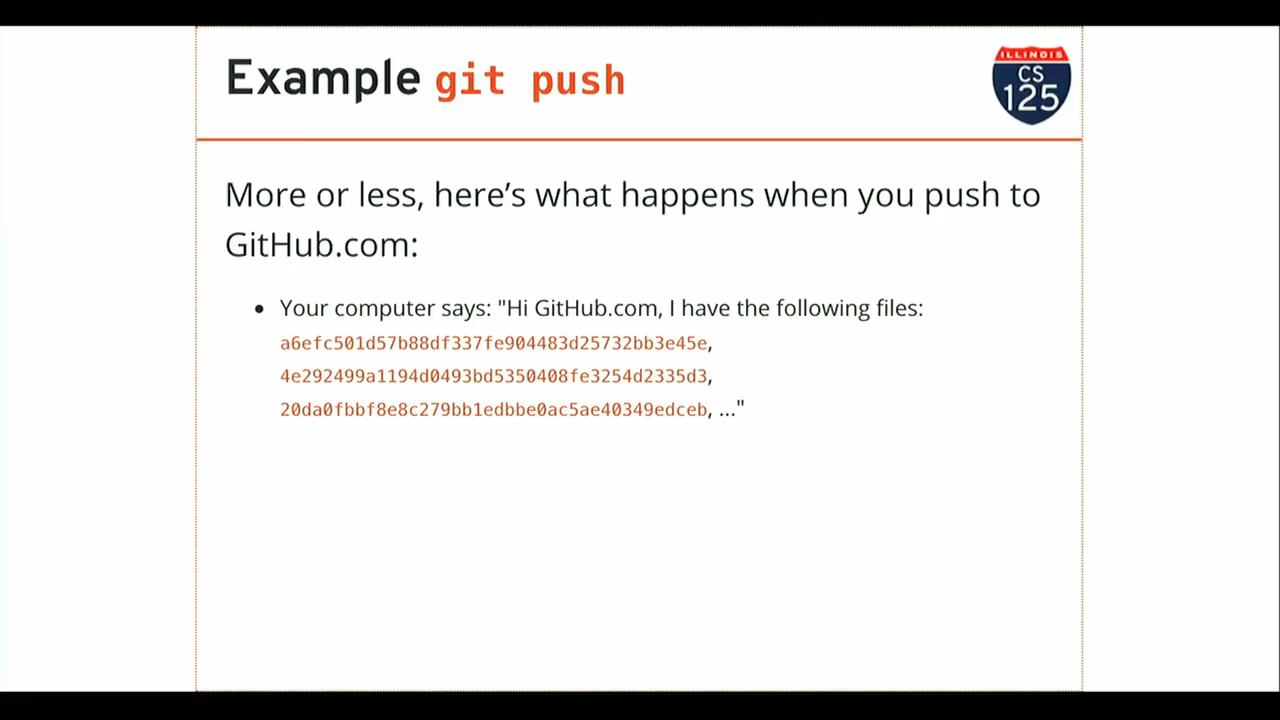 Example git push
ILLINOIS
CS
125
More or less, here's what happens when you push to
GitHub.com:
• Your computer says: "Hi GitHub.com, I have the following files:
a6efc501d57b88df337fe904483d25732bb3e45e,
4e292499a1194d0493bd5350408fe3254d2335d3,
20da0fbbf8e8c279bb1edbbe0ac5ae40349edceb, ..."